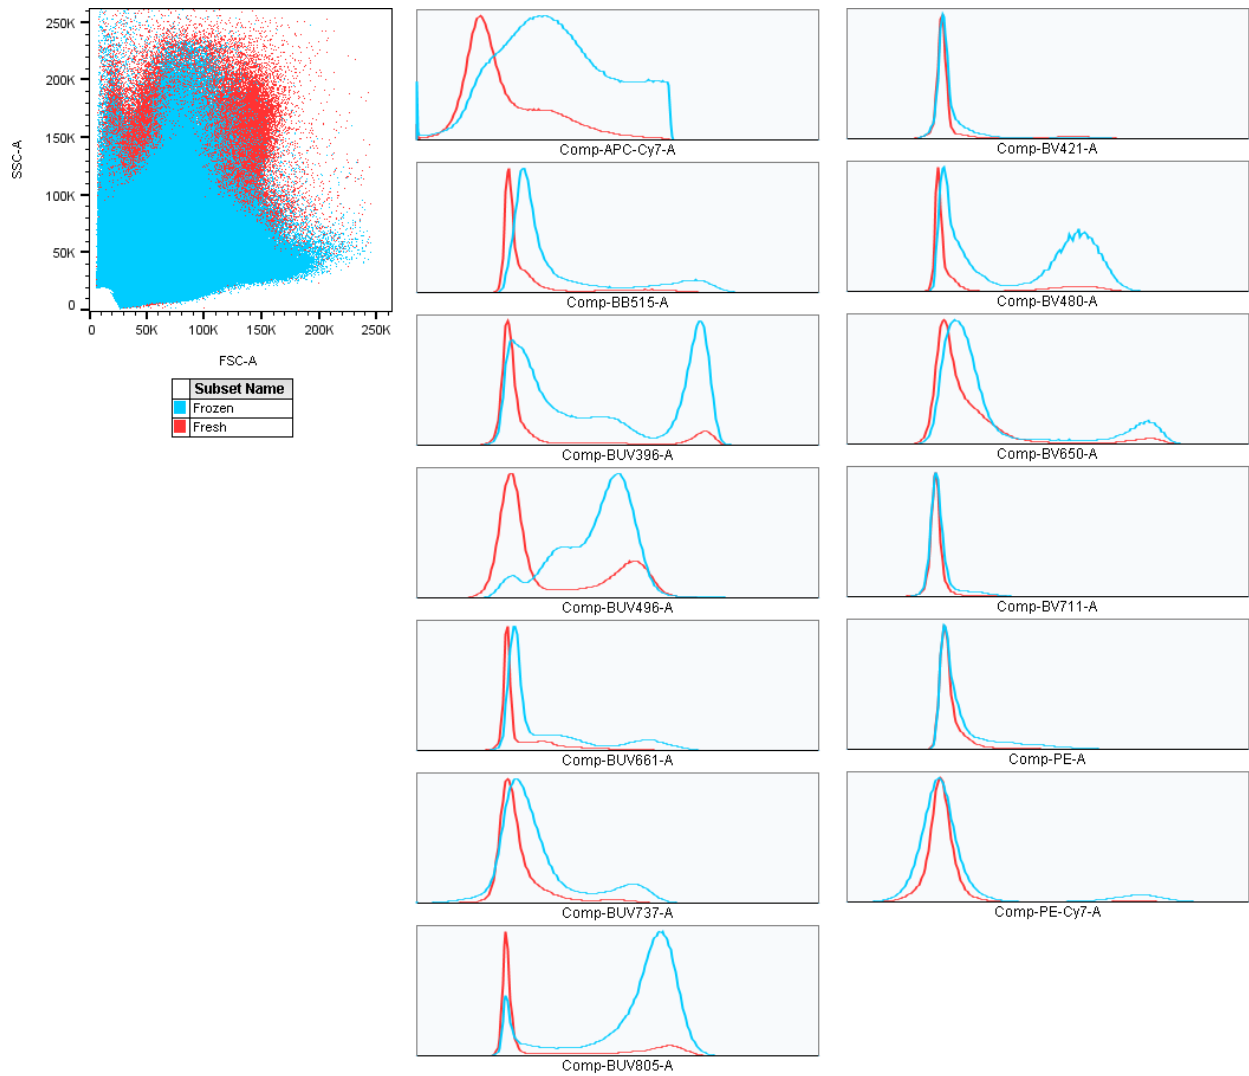 250K
200K
150K
100K
50K
0
SSC-A
0 50K 100K 150K 200K 250K
FSC-A
Subset Name
Frozen
Fresh
Comp-APC-Cy7-A
Comp-BB515-A
Comp-BUV396-A
Comp-BUV496-A
Comp-BUV661-A
Comp-BUV737-A
Comp-BUV805-A
Comp-BV421-A
Comp-BV480-A
Comp-BV650-A
Comp-BV711-A
Comp-PE-A
Comp-PE-Cy7-A